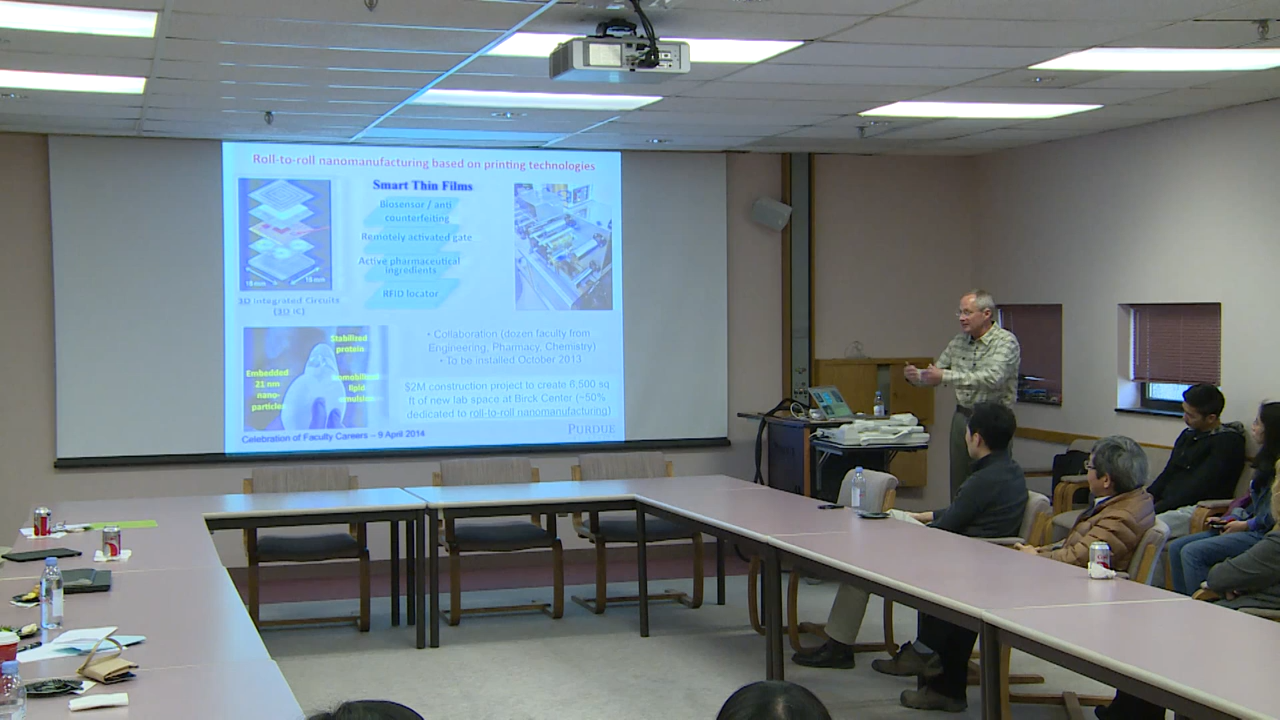 Roll-to-roll nanomanufacturing based on printing technologies
Smart Thin Films
Biosensor / anti
counterfeiting
Remotely activated gate
Active pharmaceutical
ingredients
RFID locator
10 mm
10 mm
3D Integrated Circuits
(3D IC)
Stabilized
protein
Embedded
21 nm
nano-
particles
Immobilized
lipid
emulsion
• Collaboration (dozen faculty from
Engineering, Pharmacy, Chemistry)
• To be installed October 2013
$2M construction project to create 6,500 sq
ft of new lab space at Birck Center (~50%
dedicated to roll-to-roll nanomanufacturing)
Celebration of Faculty Careers – 9 April 2014
PURDUE